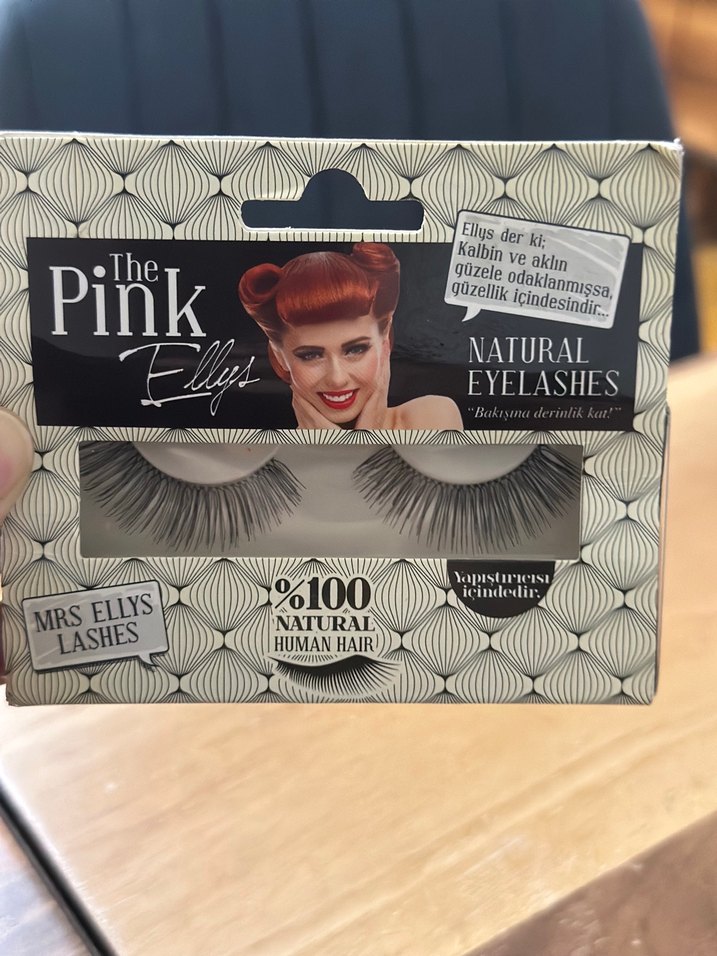 The
Pink
Ellys
Ellys der ki;
Kalbin ve aklın
güzele odaklanmışsa,
güzellik içindesindir...
NATURAL
EYELASHES
"Bakışına derinlik kat!"
MRS ELLYS
LASHES
%100
NATURAL
HUMAN HAIR
Yapıştırıcısı
içindedir.